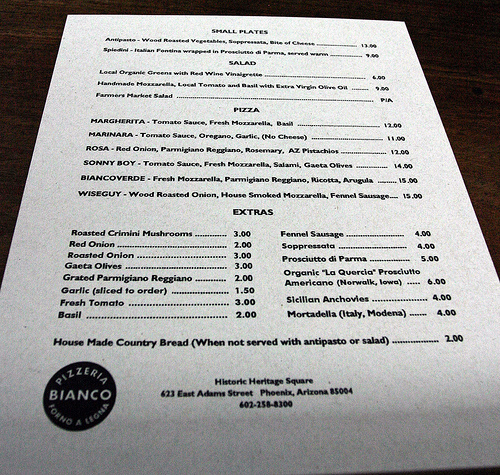 SMALL PLATES
Antipasto - Wood Roasted Vegetables, Soppressata, Bite of Cheese 13.00
Spiedini - Italian Fontina wrapped in Prosciutto di Parma, served warm 9.00
SALAD
Local Organic Greens with Red Wine Vinaigrette 6.00
Handmade Mozzarella, Local Tomato and Basil with Extra Virgin Olive Oil 9.00
Farmers Market Salad P/A
PIZZA
MARGHERITA - Tomato Sauce, Fresh Mozzarella, Basil 12.00
MARINARA - Tomato Sauce, Oregano, Garlic, (No Cheese) 11.00
ROSA - Red Onion, Parmigiano Reggiano, Rosemary, AZ Pistachios 12.00
SONNY BOY - Tomato Sauce, Fresh Mozzarella, Salami, Gaeta Olives 14.00
BIANCOVERDE - Fresh Mozzarella, Parmigiano Reggiano, Ricotta, Arugula 15.00
WISEGUY - Wood Roasted Onion, House Smoked Mozzarella, Fennel Sausage 15.00
EXTRAS
Roasted Crimini Mushrooms 3.00
Red Onion 2.00
Roasted Onion 3.00
Gaeta Olives 3.00
Grated Parmigiano Reggiano 2.00
Garlic (sliced to order) 1.50
Fresh Tomato 3.00
Basil 2.00
Fennel Sausage 4.00
Soppressata 4.00
Prosciutto di Parma 5.00
Organic "La Quercia" Prosciutto
Americano (Norwalk, Iowa) 6.00
Sicilian Anchovies 4.00
Mortadella (Italy, Modena) 4.00
House Made Country Bread (When not served with antipasto or salad) 2.00
PIZZERIA
BIANCO
FORNO A LEGNA
Historic Heritage Square
623 East Adams Street Phoenix, Arizona 85004
602-258-8300